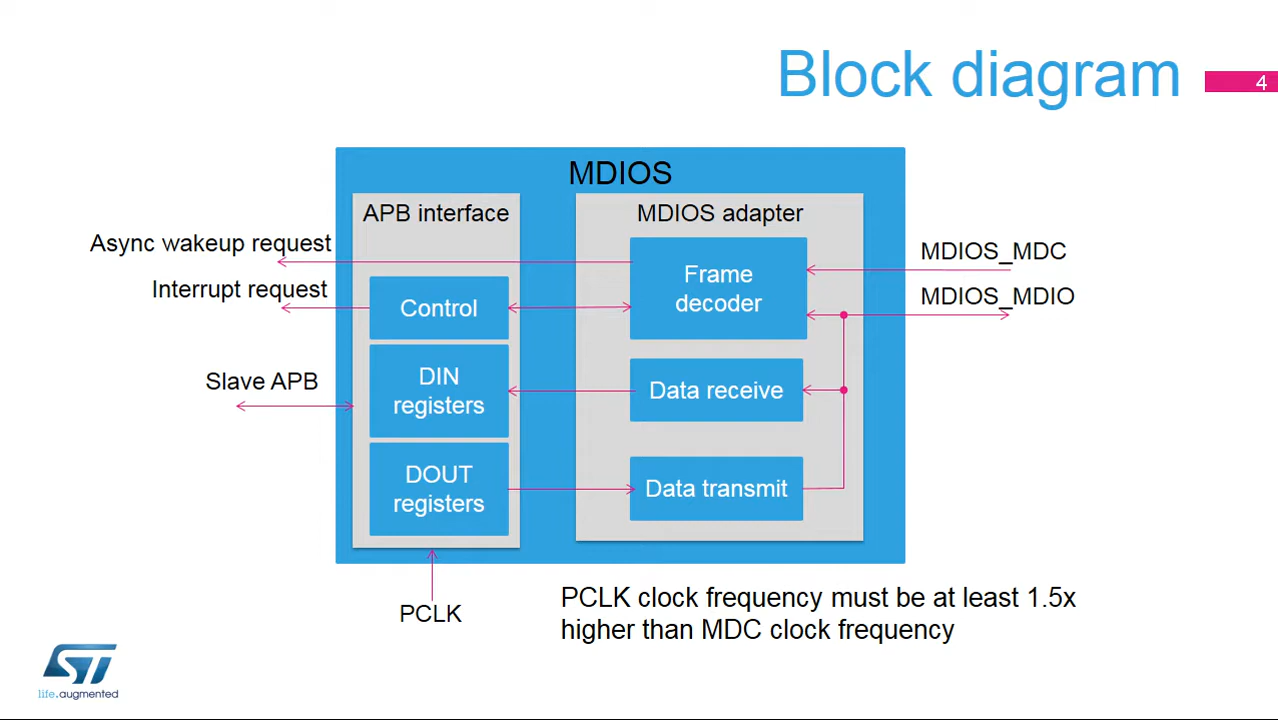 Block diagram
4
MDIOS
APB interface
MDIOS adapter
Async wakeup request
Interrupt request
Slave APB
Control
DIN
registers
DOUT
registers
Frame
decoder
Data receive
Data transmit
MDIOS_MDC
MDIOS_MDIO
PCLK
PCLK clock frequency must be at least 1.5x
higher than MDC clock frequency
ST
life.augmented